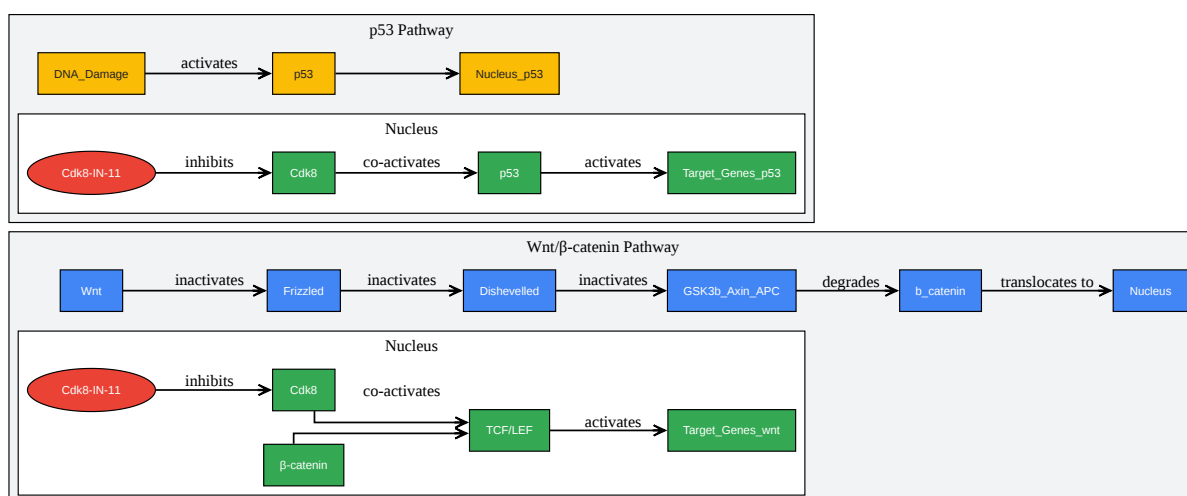 p53 Pathway
DNA_Damage
activates
p53
Nucleus_p53
Nucleus
Cdk8-IN-11
inhibits
Cdk8
co-activates
p53
activates
Target_Genes_p53
Wnt/β-catenin Pathway
Wnt
inactivates
Frizzled
inactivates
Dishevelled
inactivates
GSK3b_Axin_APC
degrades
b_catenin
translocates to
Nucleus
Nucleus
Cdk8-IN-11
inhibits
Cdk8
co-activates
TCF/LEF
activates
Target_Genes_wnt
β-catenin